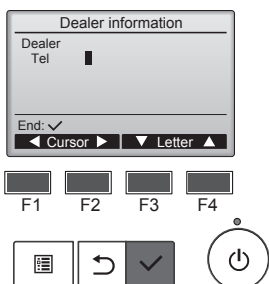 Dealer information
Dealer
Tel
End: ✓
◀ Cursor ▶ ▼ Letter ▲
F1 F2 F3 F4